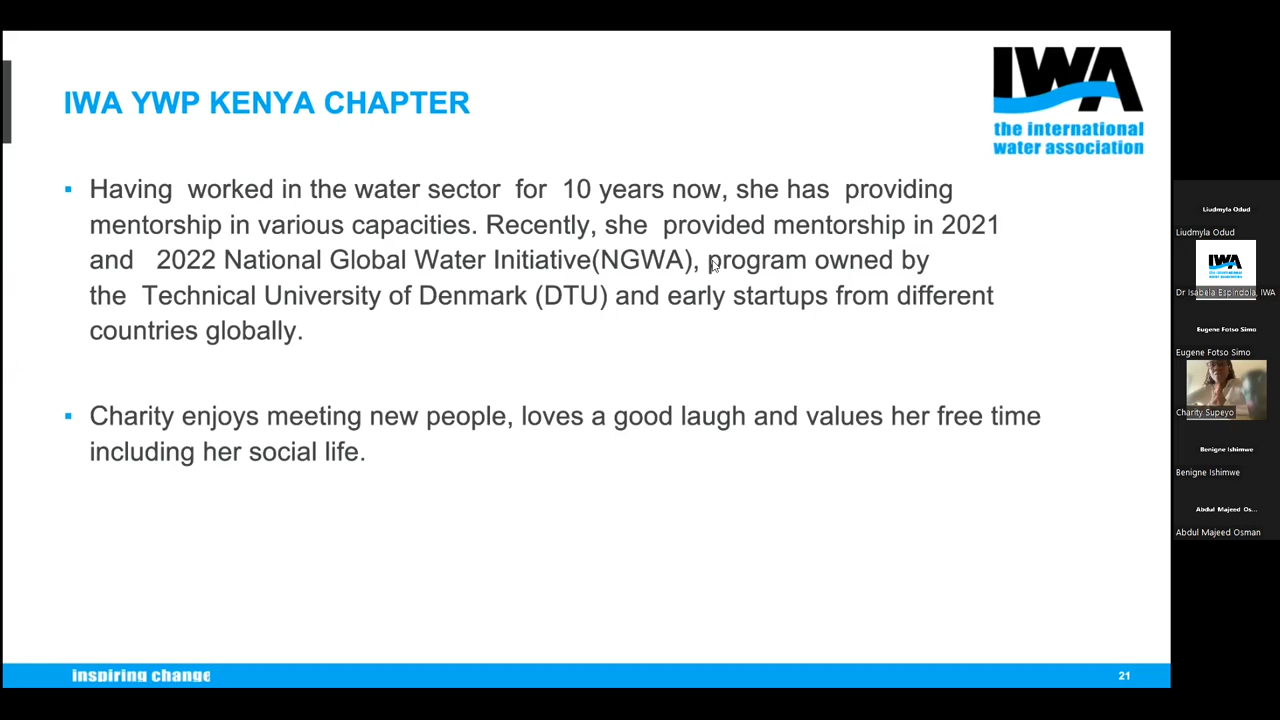 IWA YWP KENYA CHAPTER
IWA
the international
water association
Having worked in the water sector for 10 years now, she has providing
mentorship in various capacities. Recently, she provided mentorship in 2021
and 2022 National Global Water Initiative(NGWA), program owned by
the Technical University of Denmark (DTU) and early startups from different
countries globally.
Charity enjoys meeting new people, loves a good laugh and values her free time
including her social life.
inspiring change
21
Liudmyla Odud
Liudmyla Odud
IWA
Dr Isabela Espindola, IWA
Eugene Fotso Simo
Eugene Fotso Simo
Charity Supeyo
Benigne Ishimwe
Benigne Ishimwe
Abdul Majeed Os...
Abdul Majeed Osman